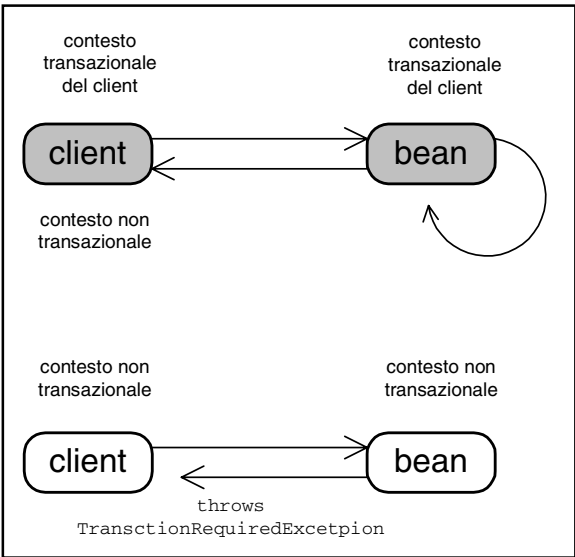 contesto
transazionale
del client
contesto
transazionale
del client
client
bean
contesto non
transazionale
contesto non
transazionale
contesto non
transazionale
client
bean
throws
TransctionRequiredExcetpion